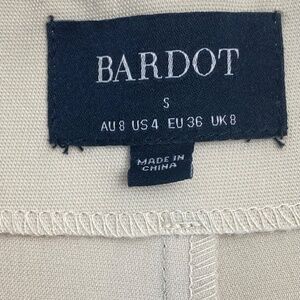 BARDOT
S
AU 8 US 4 EU 36 UK 8
MADE IN
CHINA